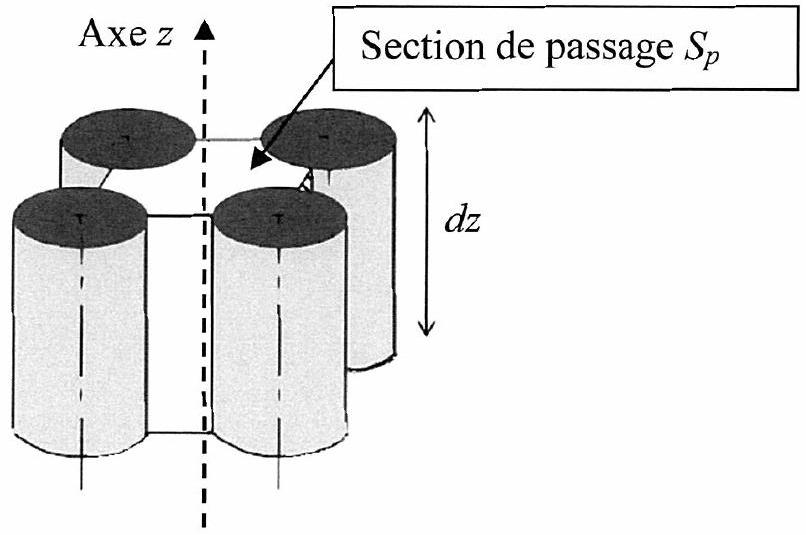 Axe z
Section de passage Sₚ
dz